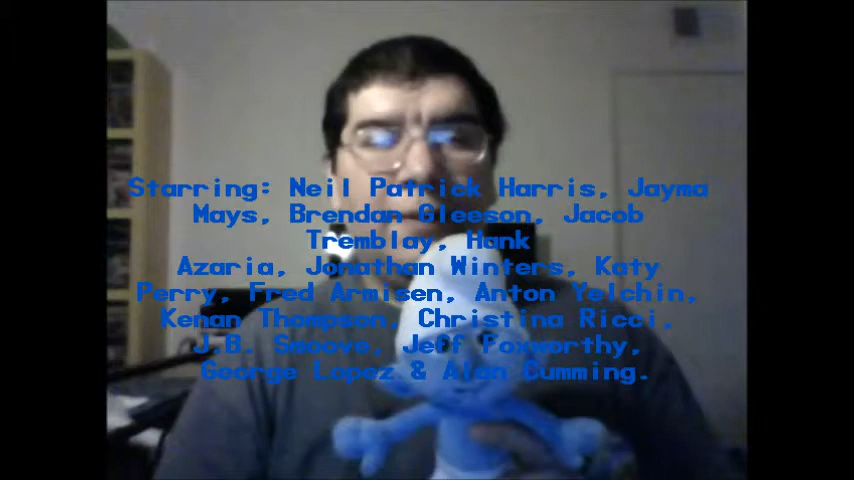 Starring: Neil Patrick Harris, Jayma
Mays, Brendan Gleeson, Jacob
Tremblay, Hank
Azaria, Jonathan Winters, Katy
Perry, Fred Armisen, Anton Yelchin,
Kenan Thompson, Christina Ricci,
J.B. Smoove, Jeff Foxworthy,
George Lopez & Alan Cumming.